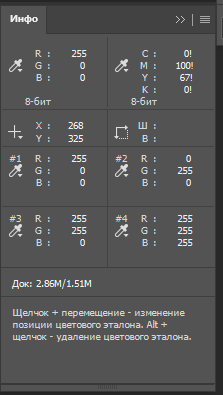 Инфо
R : 255
G : 0
B : 0
8-бит
C : 0!
M : 100!
Y : 67!
K : 0!
8-бит
X : 268
Y : 325
Ш :
В :
#1 R : 255
G : 0
B : 0
#2 R : 0
G : 255
B : 0
#3 R : 255
G : 255
B : 0
#4 R : 255
G : 255
B : 255
Док: 2.86M/1.51M
Щелчок + перемещение - изменение
позиции цветового эталона. Alt +
щелчок - удаление цветового эталона.